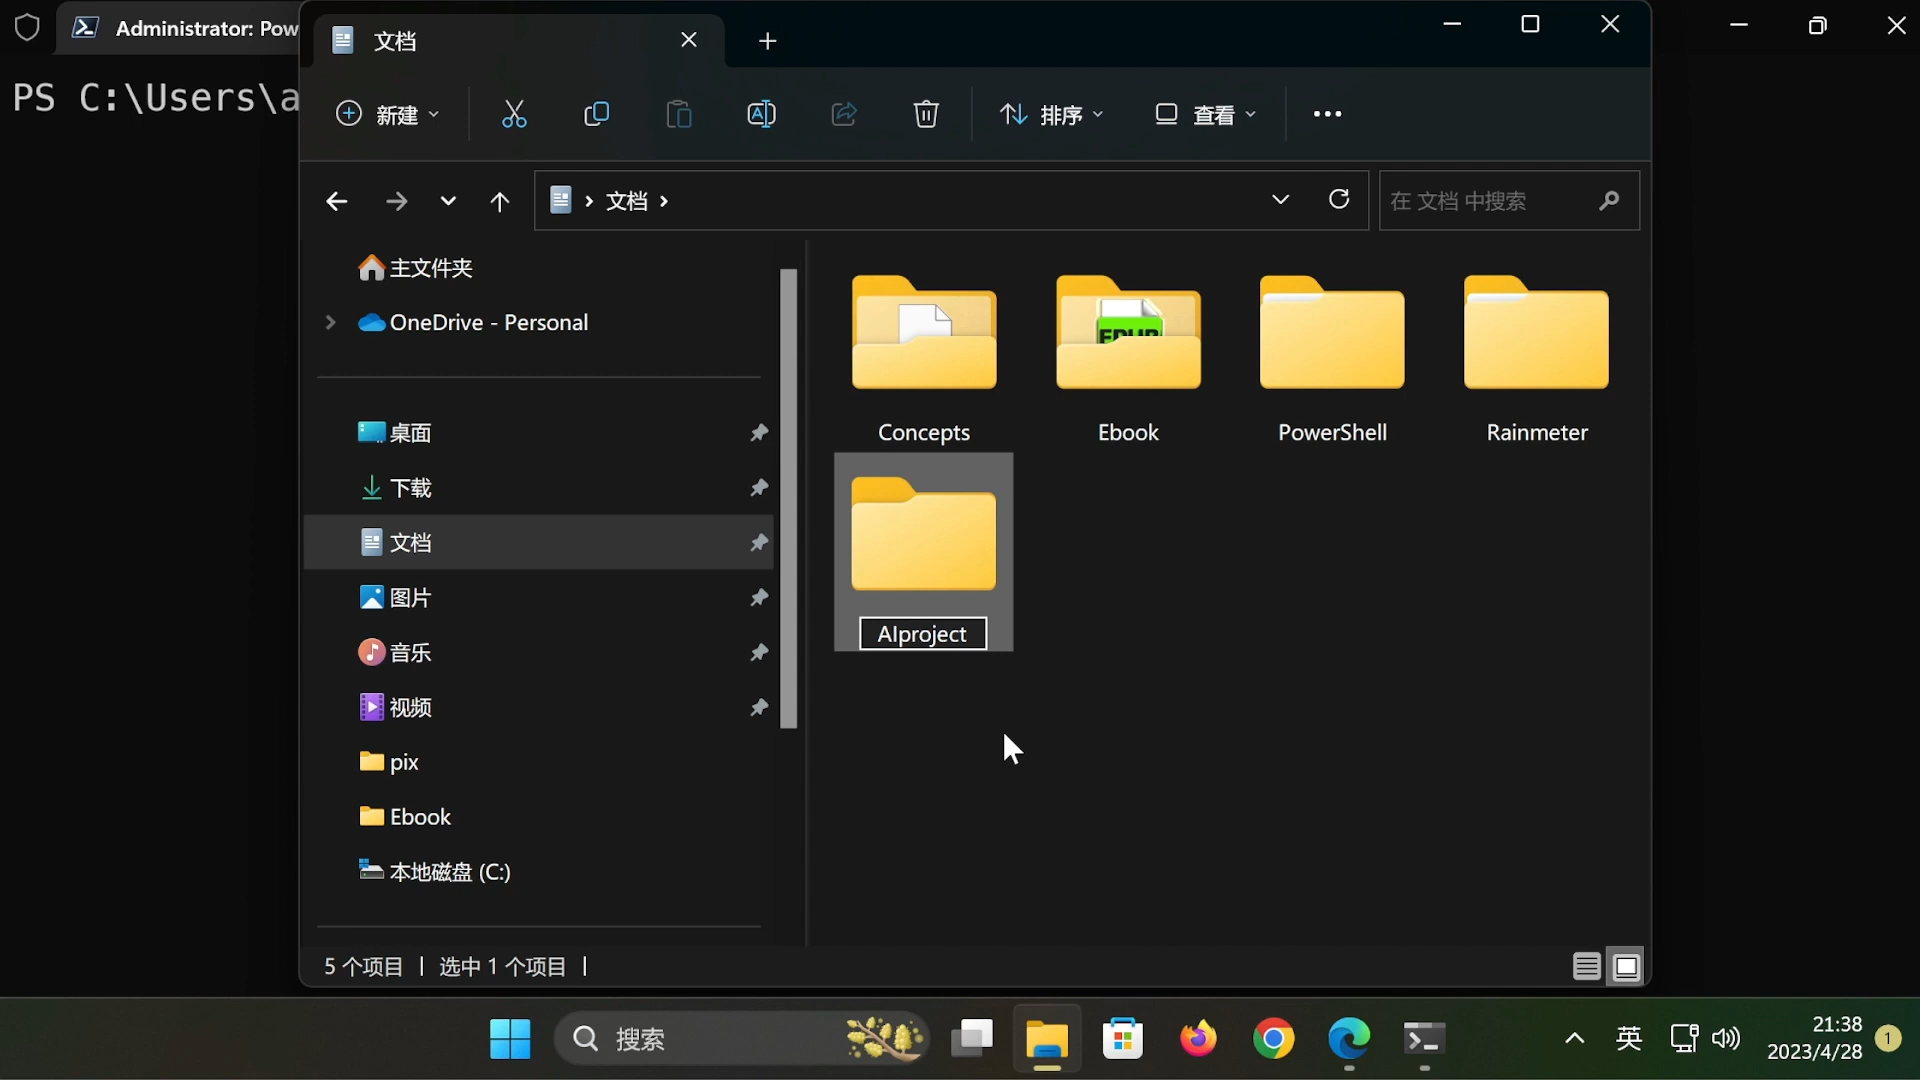 Administrator: Pow
PS C:\Users\a
文档
新建
排序
查看
文档
在 文档 中搜索
主文件夹
OneDrive - Personal
桌面
下载
文档
图片
音乐
视频
pix
Ebook
本地磁盘 (C:)
EPUB
Concepts
Ebook
PowerShell
Rainmeter
AIproject
5 个项目
选中 1 个项目
搜索
英
21:38
2023/4/28
1